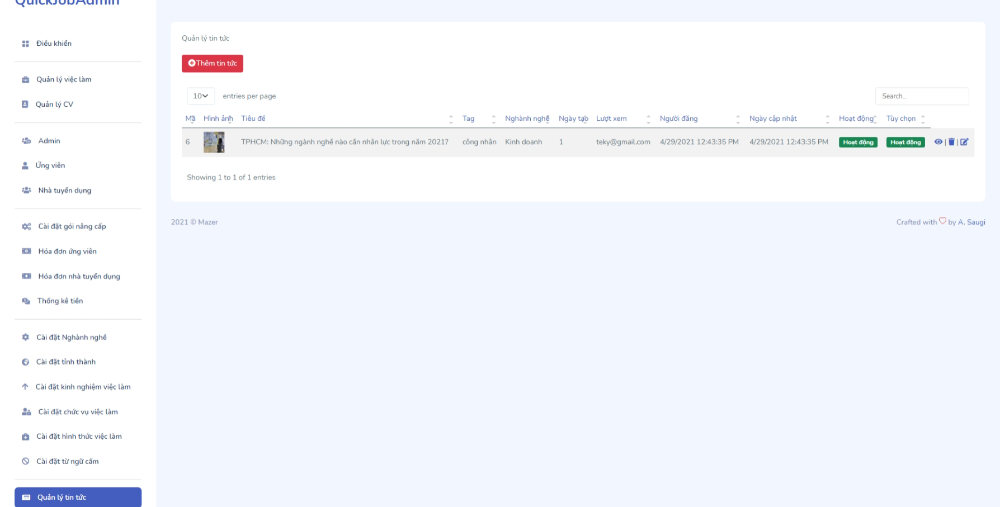 QuickJobAdmin
Điều khiển
Quản lý việc làm
Quản lý CV
Admin
Ứng viên
Nhà tuyển dụng
Cài đặt gói nâng cấp
Hóa đơn ứng viên
Hóa đơn nhà tuyển dụng
Thống kê tiền
Cài đặt Nghành nghề
Cài đặt tỉnh thành
Cài đặt kinh nghiệm việc làm
Cài đặt chức vụ việc làm
Cài đặt hình thức việc làm
Cài đặt từ ngữ cấm
Quản lý tin tức
Quản lý tin tức
Thêm tin tức
10 entries per page
Search...
Mã Hình ảnh Tiêu đề Tag Nghành nghề Ngày tạo Lượt xem Người đăng Ngày cập nhật Hoạt động Tùy chọn
6 TPHCM: Những ngành nghề nào cần nhân lực trong năm 2021? công nhân Kinh doanh 1 teky@gmail.com 4/29/2021 12:43:35 PM 4/29/2021 12:43:35 PM Hoạt động Hoạt động | |
Showing 1 to 1 of 1 entries
2021 © Mazer
Crafted with ♡ by A. Saugi